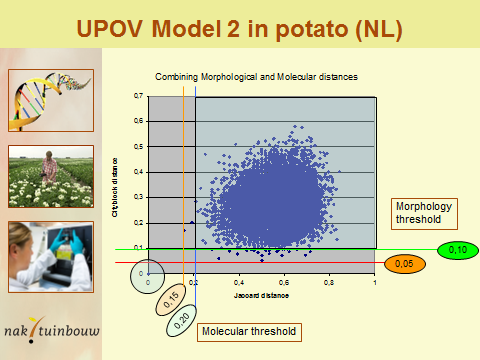 UPOV Model 2 in potato (NL)
Combining Morphological and Molecular distances
0,7
0,6
0,5
0,4
0,3
0,2
0,1
0
Cityblock distance
0
0,2
0,4
0,6
0,8
1
Jaccard distance
Morphology
threshold
0,10
0,05
0,15
0,20
Molecular threshold
nak tuinbouw